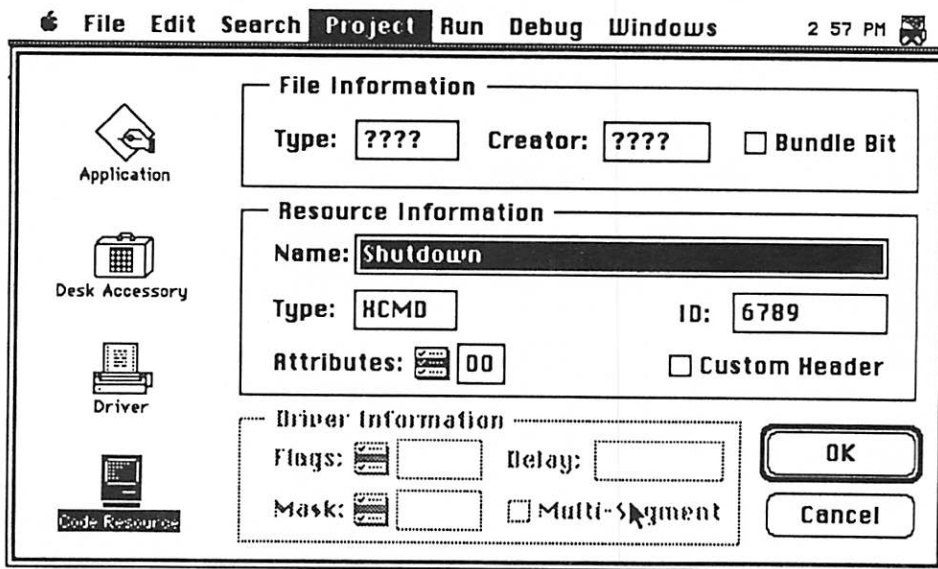 File Edit Search Project Run Debug Windows 2 57 PM
File Information
Type: ???? Creator: ???? Bundle Bit
Application
Resource Information
Name: Shutdown
Desk Accessory
Type: XCMD ID: 6789
Attributes: 00 Custom Header
Driver
Driver Information
Flags: Delay: OK
Mask: Multi-Segment Cancel
Code Resource